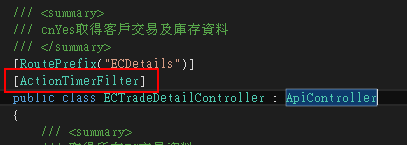 /// <summary>
/// cnYes取得客戶交易及庫存資料
/// </summary>
[RoutePrefix("ECDetails")]
[ActionTimerFilter]
public class ECTradeDetailController : ApiController
{
/// <summary>